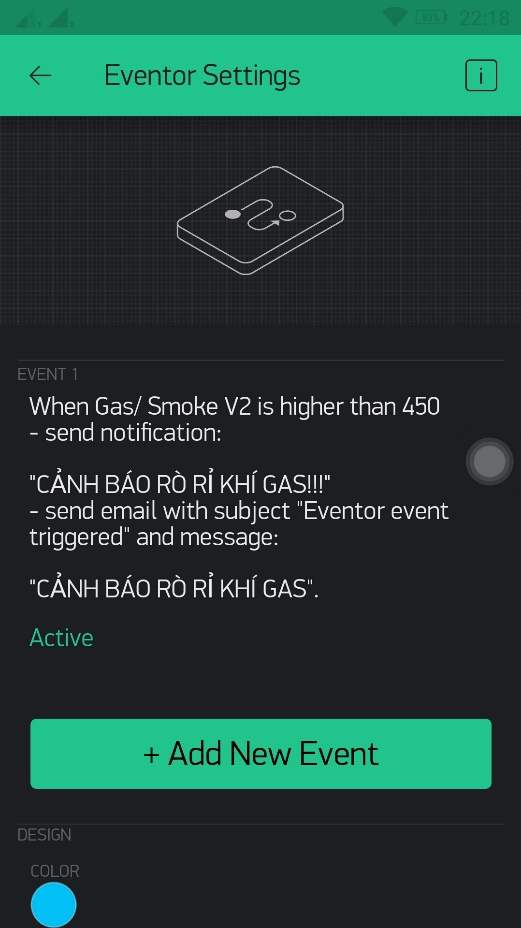 93%
22:18
Eventor Settings
i
EVENT 1
When Gas/ Smoke V2 is higher than 450
- send notification:
"CẢNH BÁO RÒ RỈ KHÍ GAS!!!"
- send email with subject "Eventor event
triggered" and message:
"CẢNH BÁO RÒ RỈ KHÍ GAS".
Active
+ Add New Event
DESIGN
COLOR